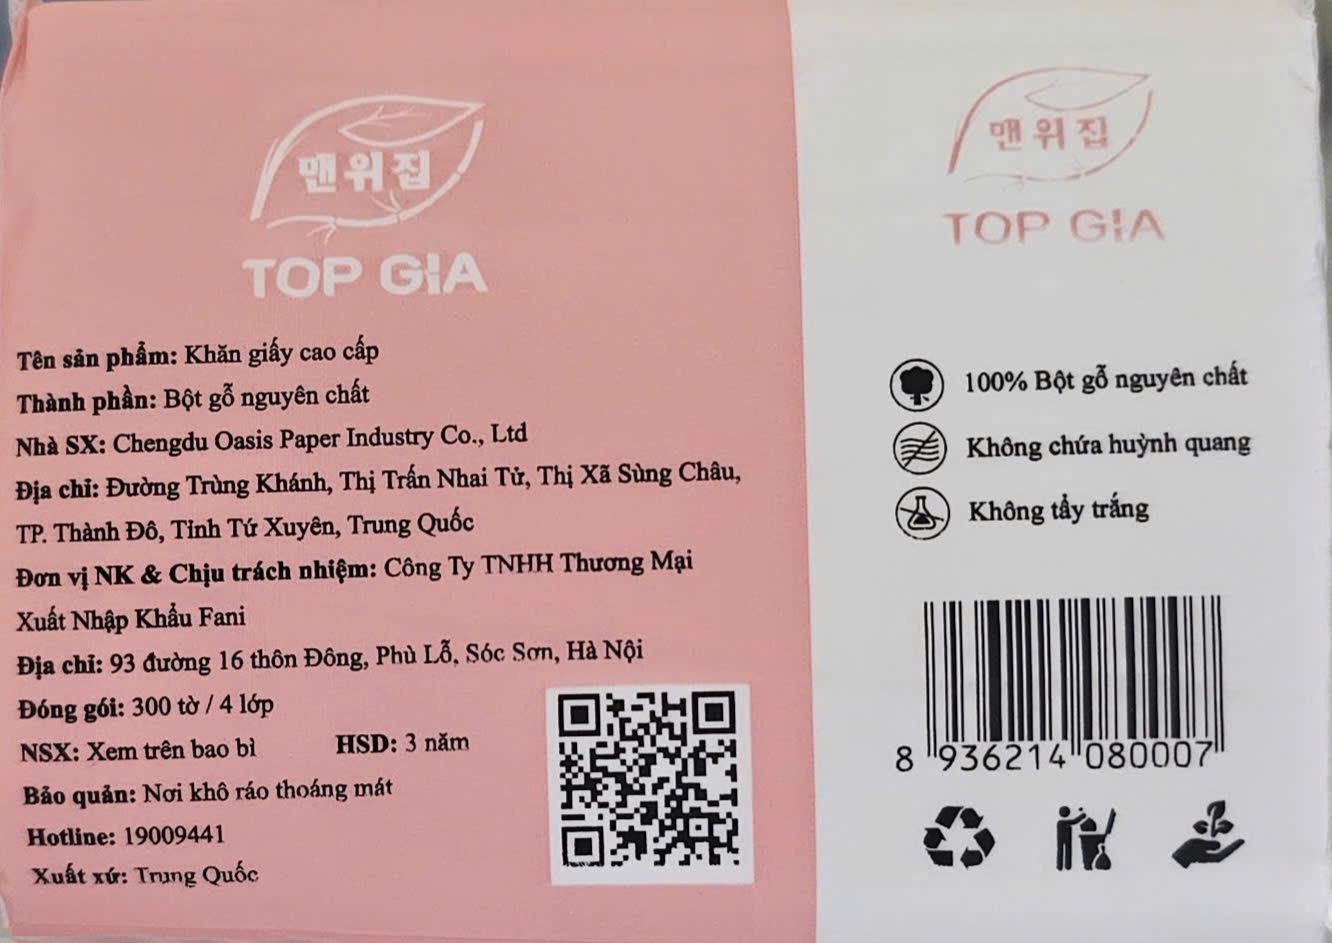 맨위집
TOP GIA
Tên sản phẩm: Khăn giấy cao cấp
Thành phần: Bột gỗ nguyên chất
Nhà SX: Chengdu Oasis Paper Industry Co., Ltd
Địa chỉ: Đường Trùng Khánh, Thị Trấn Nhai Tử, Thị Xã Sùng Châu,
TP. Thành Đô, Tỉnh Tứ Xuyên, Trung Quốc
Đơn vị NK & Chịu trách nhiệm: Công Ty TNHH Thương Mại
Xuất Nhập Khẩu Fani
Địa chỉ: 93 đường 16 thôn Đông, Phù Lỗ, Sóc Sơn, Hà Nội
Đóng gói: 300 tờ / 4 lớp
NSX: Xem trên bao bì HSD: 3 năm
Bảo quản: Nơi khô ráo thoáng mát
Hotline: 19009441
Xuất xứ: Trung Quốc
맨위집
TOP GIA
100% Bột gỗ nguyên chất
Không chứa huỳnh quang
Không tẩy trắng
8 936214 080007